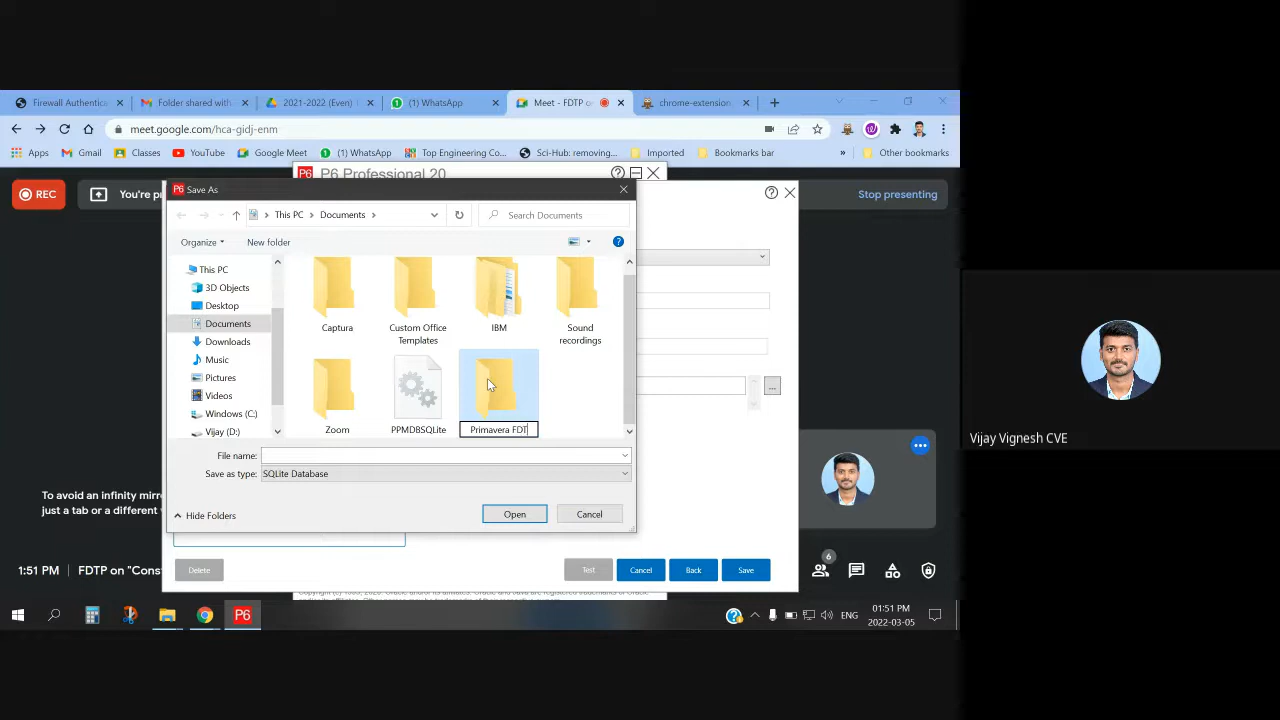 Firewall Authentic
Folder shared with
2021-2022 (Even)
(1) WhatsApp
Meet - FDTP o
chrome-extension
meet.google.com/hca-gidj-enm
Apps
Gmail
Classes
YouTube
Google Meet
(1) WhatsApp
Top Engineering Co...
Sci-Hub: removing...
Imported
Bookmarks bar
»
Other bookmarks
P6 P6 Professional 20
REC
You're p
P6 Save As
Stop presenting
This PC > Documents >
Search Documents
Organize
New folder
This PC
3D Objects
Desktop
Documents
Downloads
Music
Pictures
Videos
Windows (C:)
Vijay (D:)
Captura
Custom Office
Templates
IBM
Sound
recordings
Zoom
PPMDBSQLite
Primavera FDT
...
File name:
Save as type:
SQLite Database
Hide Folders
Open
Cancel
To avoid an infinity mirr
just a tab or a different
Vijay Vignesh CVE
1:51 PM
FDTP on "Cons
Delete
Test
Cancel
Back
Save
6
P6
ENG
01:51 PM
2022-03-05